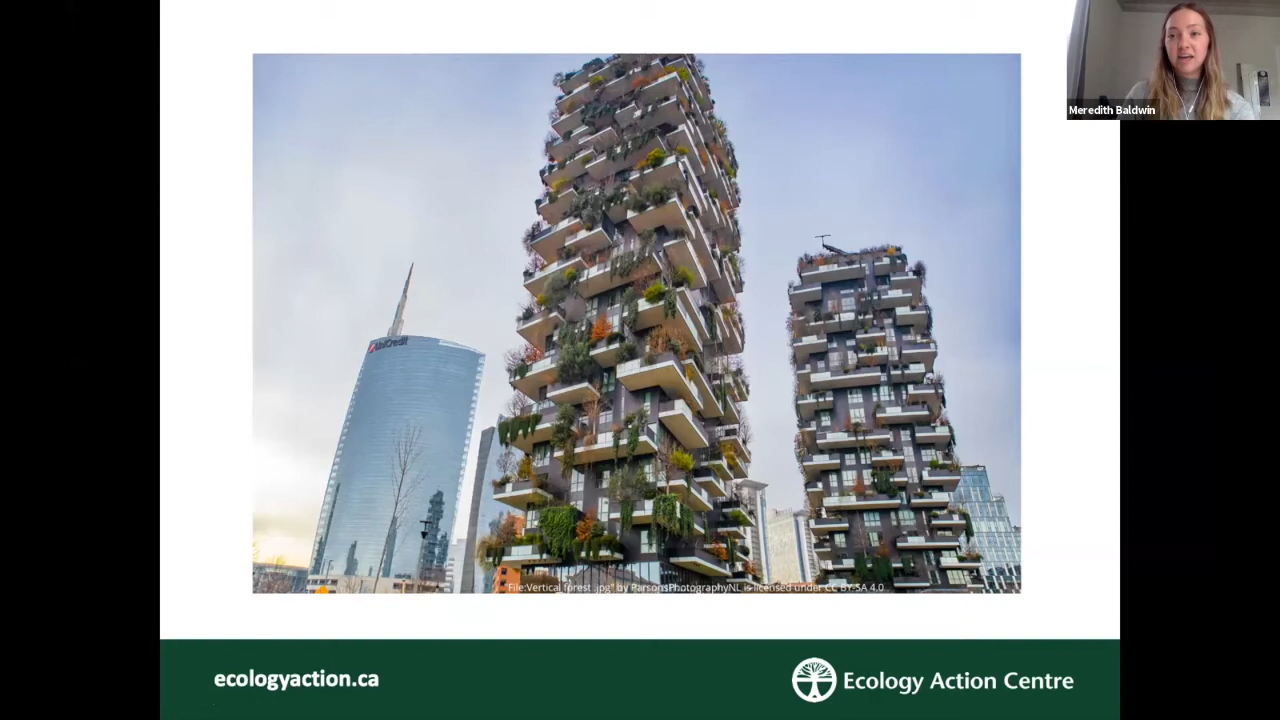 Meredith Baldwin
UniCredit
"File:Vertical forest .jpg" by ParsonsPhotographyNL is licensed under CC BY-SA 4.0
ecologyaction.ca
Ecology Action Centre